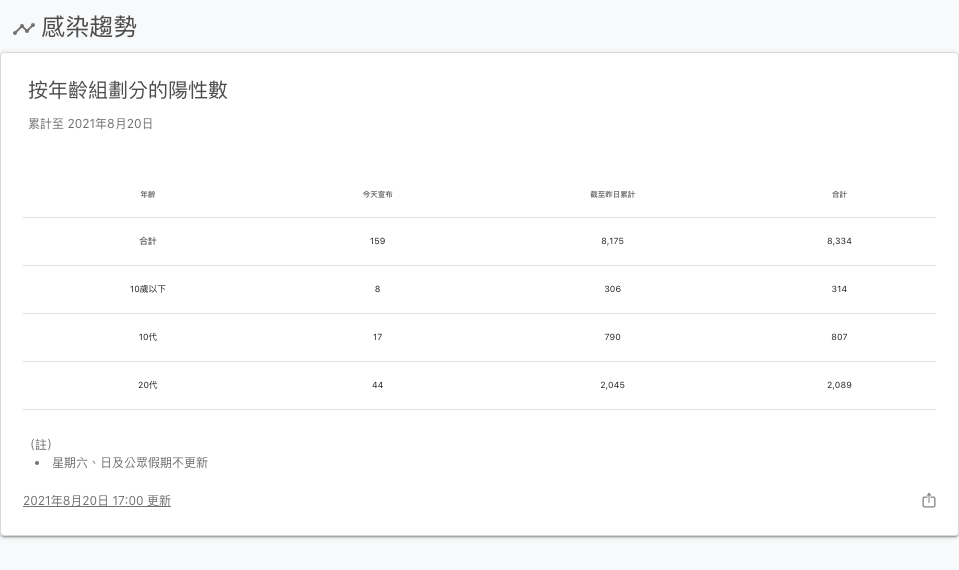 感染趨勢
按年齡組劃分的陽性數
累計至 2021年8月20日
年齡 今天宣布 截至昨日累計 合計
合計 159 8,175 8,334
10歲以下 8 306 314
10代 17 790 807
20代 44 2,045 2,089
（註）
• 星期六、日及公眾假期不更新
2021年8月20日 17:00 更新